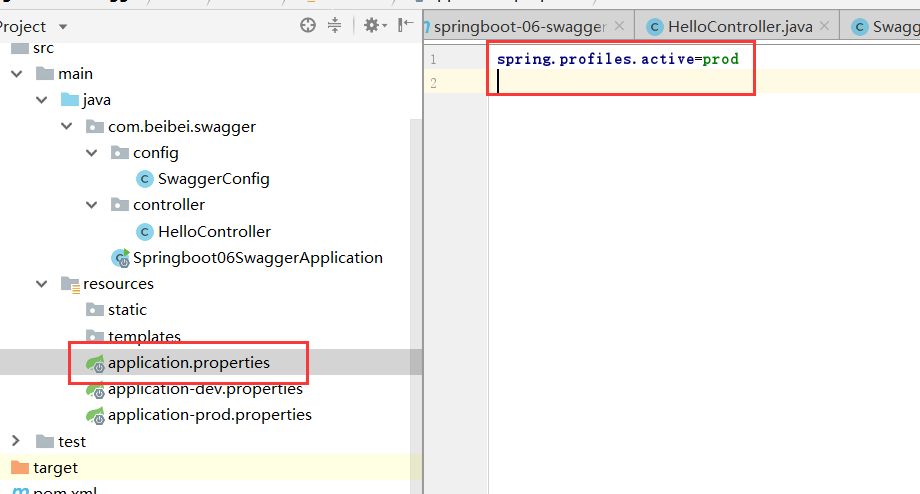 Project
springboot-06-swagger
HelloController.java
Swagg
src
main
java
com.beibei.swagger
config
SwaggerConfig
controller
HelloController
Springboot06SwaggerApplication
resources
static
templates
application.properties
application-dev.properties
application-prod.properties
test
target
pom.xml
1 spring.profiles.active=prod
2